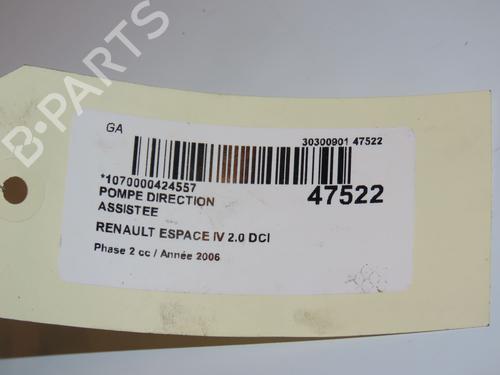 GA
30300901 47522
*1070000424557
47522
POMPE DIRECTION
ASSISTEE
RENAULT ESPACE IV 2.0 DCI
Phase 2 cc / Année 2006
B-PARTS